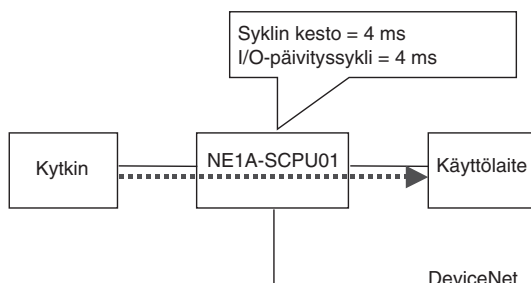 Syklin kesto = 4 ms
I/O-päivityssykli = 4 ms
Kytkin
NE1A-SCPU01
Käyttölaite
DeviceNet